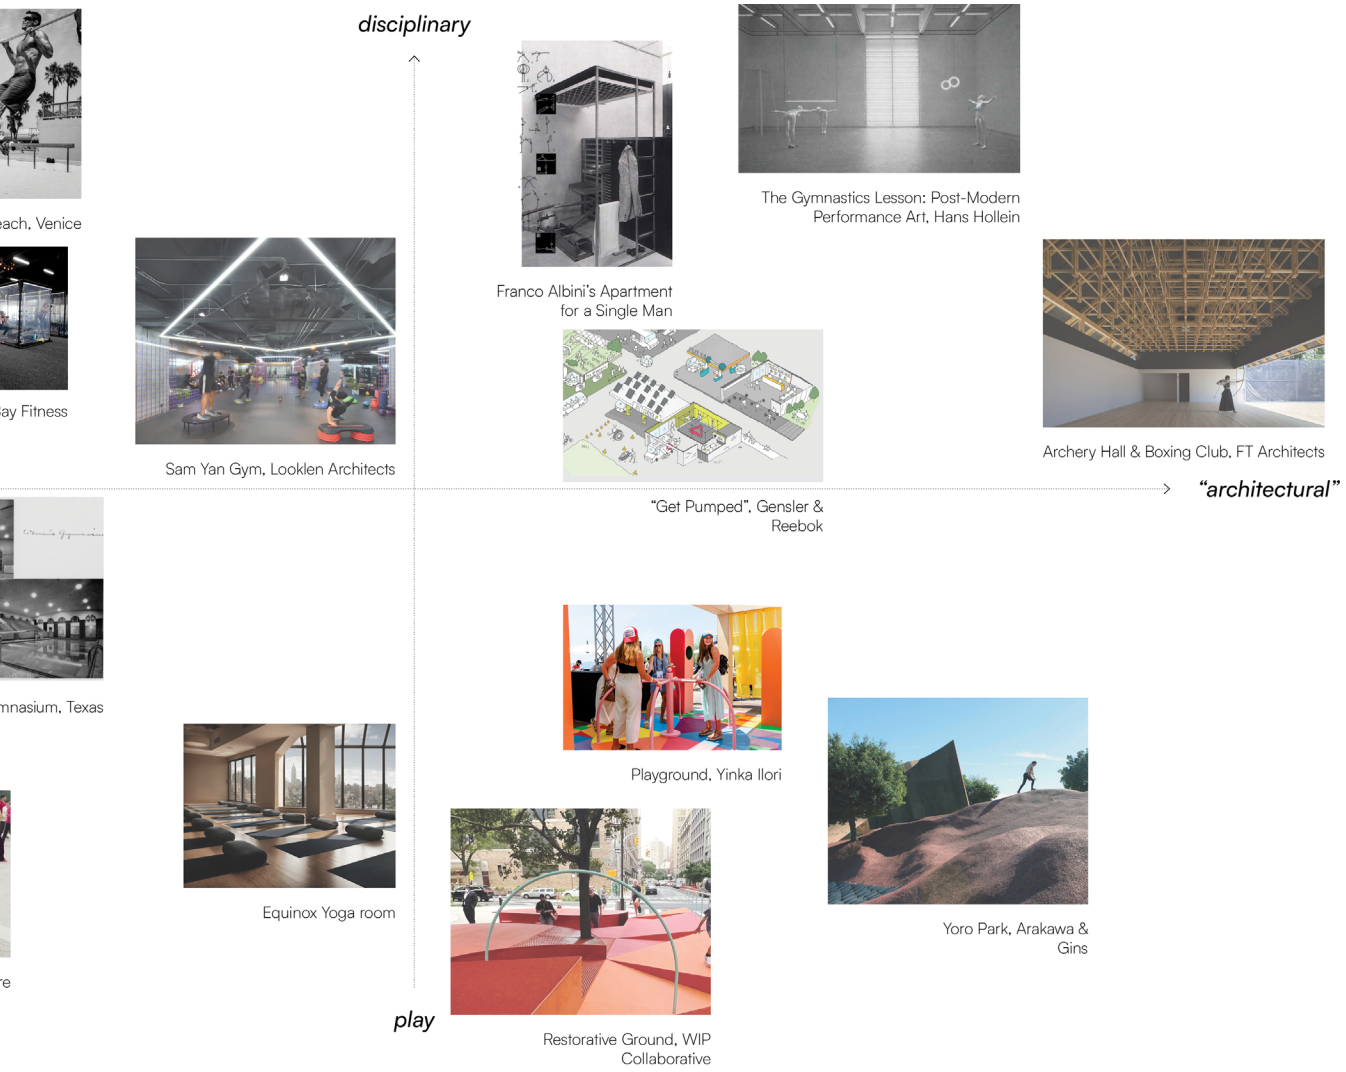 disciplinary
The Gymnastics Lesson: Post-Modern
Performance Art, Hans Hollein
each, Venice
Franco Albini's Apartment
for a Single Man
Bay Fitness
Sam Yan Gym, Looklen Architects
Archery Hall & Boxing Club, FT Architects
"architectural"
"Get Pumped", Gensler &
Reebok
mnasium, Texas
Playground, Yinka Ilori
Equinox Yoga room
Yoro Park, Arakawa &
Gins
re
play
Restorative Ground, WIP
Collaborative